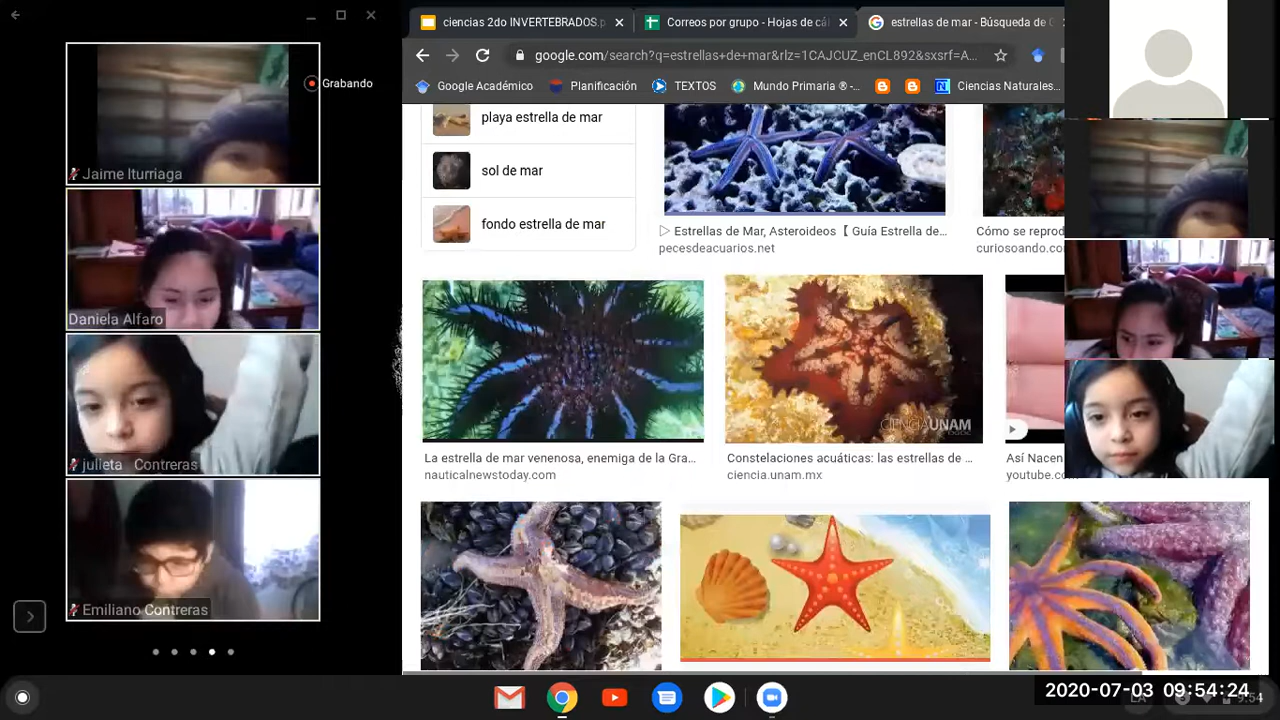 Grabando
Jaime Iturriaga
Daniela Alfaro
julieta Contreras
Emiliano Contreras
ciencias 2do INVERTEBRADOS.p
Correos por grupo - Hojas de cál
estrellas de mar - Búsqueda de G
google.com/search?q=estrellas+de+mar&rlz=1CAJCUZ_enCL892&sxsrf=A...
Google Académico
Planificación
TEXTOS
Mundo Primaria ® -...
Ciencias Naturales...
playa estrella de mar
sol de mar
fondo estrella de mar
▷ Estrellas de Mar, Asteroideos【 Guía Estrella de...
pecesdeacuarios.net
Cómo se reprod
curiosoando.co
CIENCIAUNAM
La estrella de mar venenosa, enemiga de la Gra...
nauticalnewstoday.com
Constelaciones acuáticas: las estrellas de ...
ciencia.unam.mx
Así Nacen
youtube.co
2020-07-03 09:54:24
9:54